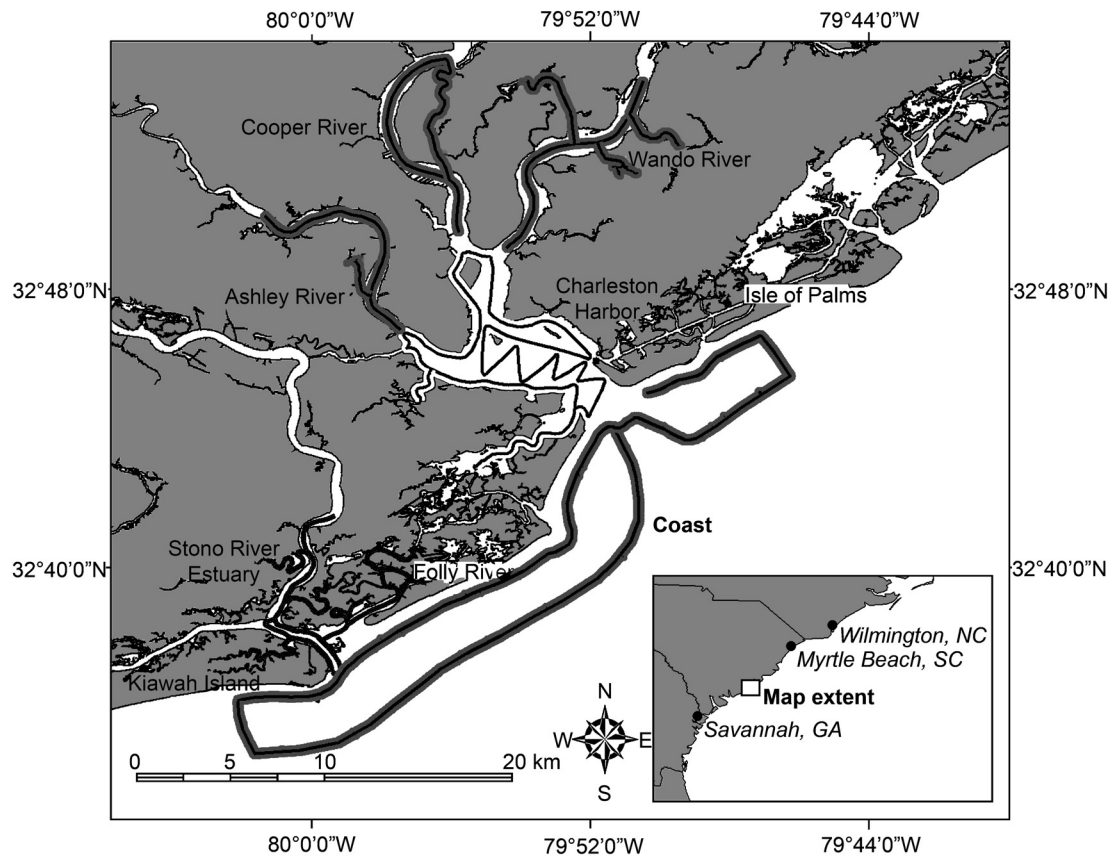 80°0'0"W
79°52'0"W
79°44'0"W
Cooper River
Wando River
32°48'0"N
32°48'0"N
Ashley River
Charleston
Harbor
Isle of Palms
Coast
Stono River
Estuary
Folly River
32°40'0"N
32°40'0"N
Kiawah Island
Wilmington, NC
Myrtle Beach, SC
Map extent
Savannah, GA
N
W
E
S
0
5
10
20 km
80°0'0"W
79°52'0"W
79°44'0"W